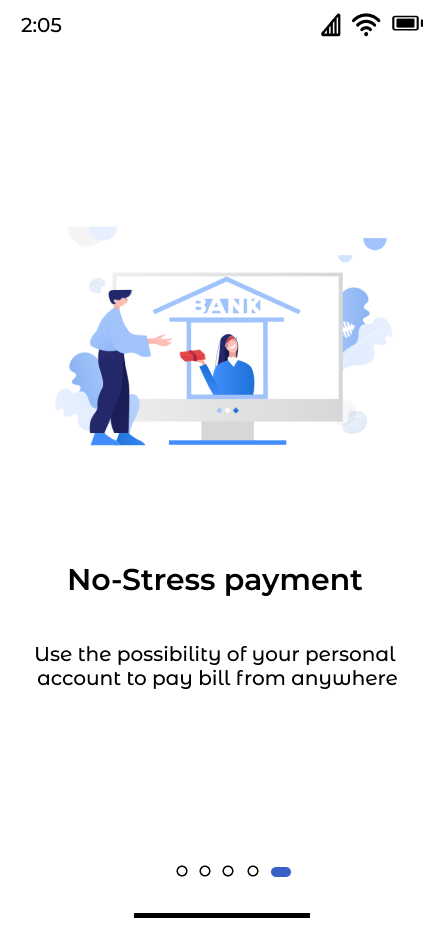 2:05
BANK
No-Stress payment
Use the possibility of your personal
account to pay bill from anywhere